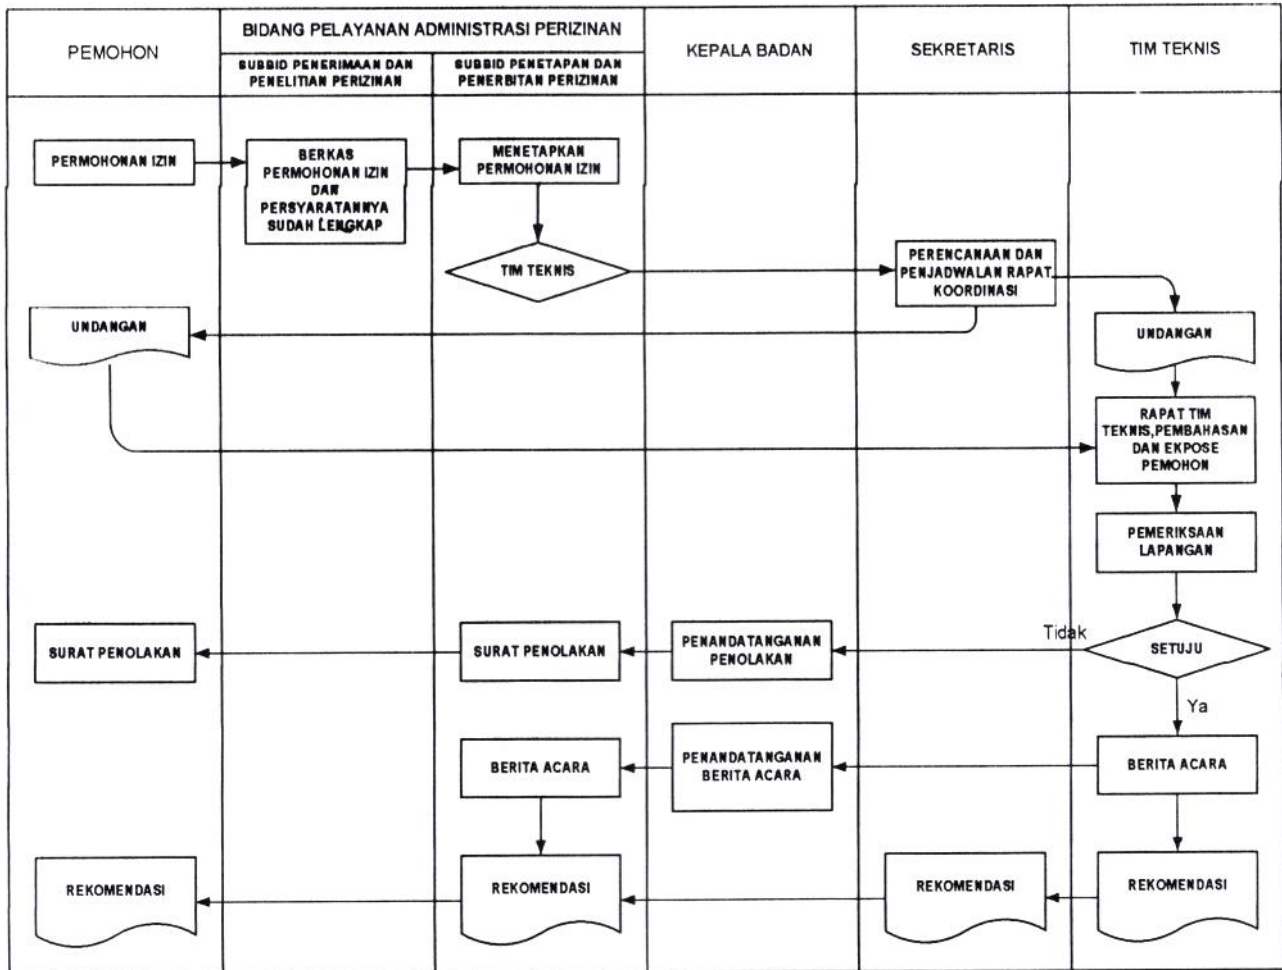 PEMOHON
BIDANG PELAYANAN ADMINISTRASI PERIZINAN
SUBBID PENERIMAAN DAN
PENELITIAN PERIZINAN
SUBBID PENETAPAN DAN
PENERBITAN PERIZINAN
KEPALA BADAN
SEKRETARIS
TIM TEKNIS
PERMOHONAN IZIN
BERKAS
PERMOHONAN IZIN
DAN
PERSYARATANNYA
SUDAH LENGKAP
MENETAPKAN
PERMOHONAN IZIN
TIM TEKNIS
PERENCANAAN DAN
PENJADWALAN RAPAT
KOORDINASI
UNDANGAN
UNDANGAN
RAPAT TIM
TEKNIS,PEMBAHASAN
DAN EKPOSE
PEMOHON
PEMERIKSAAN
LAPANGAN
SETUJU
Tidak
PENANDATANGANAN
PENOLAKAN
SURAT PENOLAKAN
SURAT PENOLAKAN
Ya
BERITA ACARA
PENANDATANGANAN
BERITA ACARA
BERITA ACARA
REKOMENDASI
REKOMENDASI
REKOMENDASI
REKOMENDASI